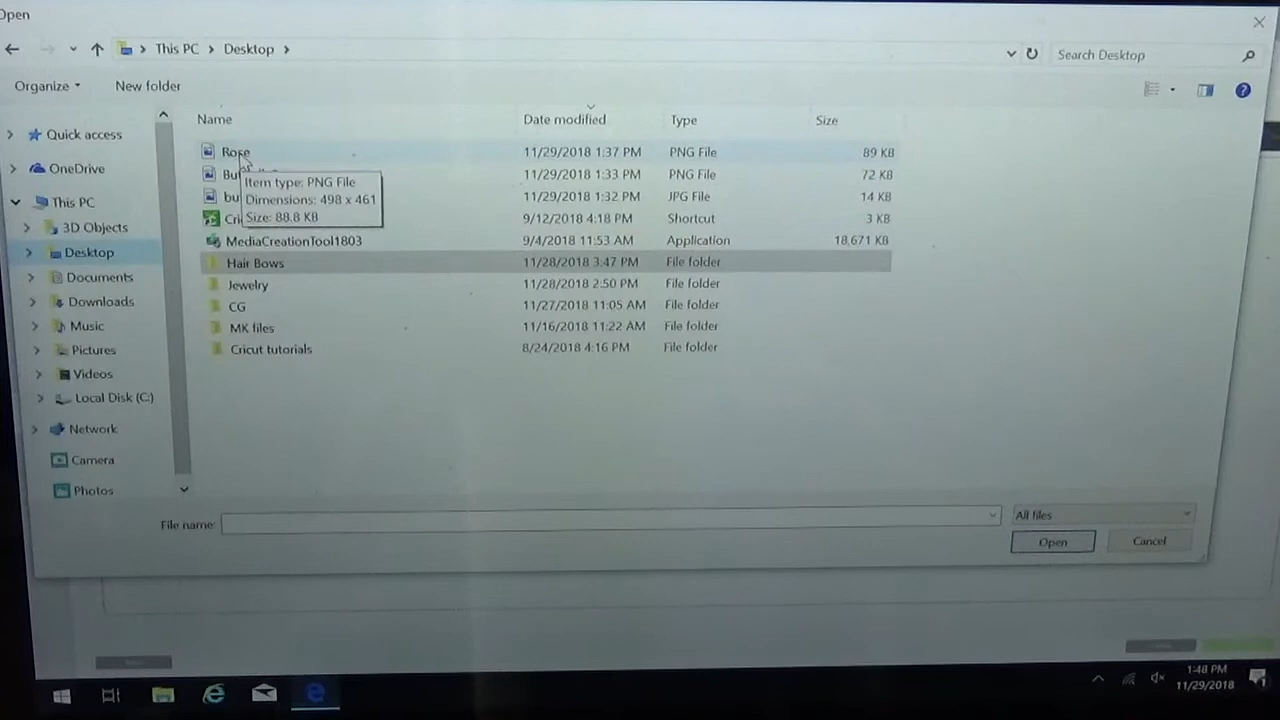 Open
This PC > Desktop >
Search Desktop
Organize
New folder
Name Date modified Type Size
Quick access
OneDrive
This PC
3D Objects
Desktop
Documents
Downloads
Music
Pictures
Videos
Local Disk (C:)
Network
Camera
Photos
Rose 11/29/2018 1:37 PM PNG File 89 KB
11/29/2018 1:33 PM PNG File 72 KB
11/29/2018 1:32 PM JPG File 14 KB
9/12/2018 4:18 PM Shortcut 3 KB
MediaCreationTool1803 9/4/2018 11:53 AM Application 18,671 KB
Hair Bows 11/28/2018 3:47 PM File folder
Jewelry 11/28/2018 2:50 PM File folder
CG 11/27/2018 11:05 AM File folder
MK files 11/16/2018 11:22 AM File folder
Cricut tutorials 8/24/2018 4:16 PM File folder
Item type: PNG File
Dimensions: 498 x 461
Size: 88.8 KB
File name:
All files
Open Cancel
1:48 PM
11/29/2018